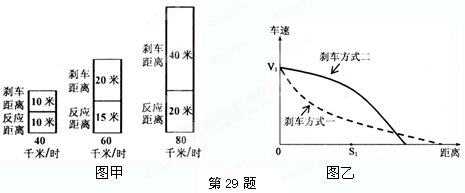 刹车
距离
10米
反应
距离
10米
40
千米/时
刹车
距离
20米
反应
距离
15米
60
千米/时
刹车
距离
40米
反应
距离
20米
80
千米/时
图甲
车速
V₁
刹车方式二
刹车方式一
0
S₁
距离
图乙
第29题